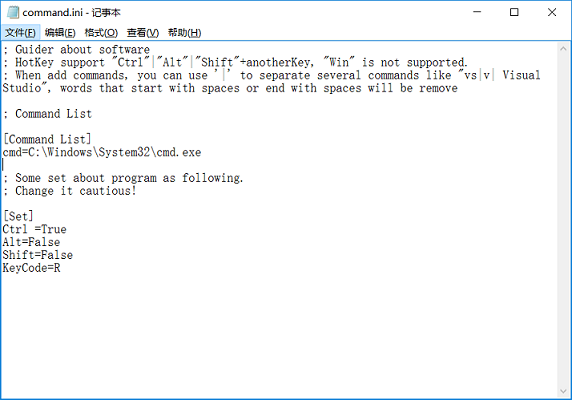 command.ini - 记事本
文件(F) 编辑(E) 格式(O) 查看(V) 帮助(H)
; Guider about software
; HotKey support "Ctrl"|"Alt"|"Shift"+anotherKey, "Win" is not supported.
; When add commands, you can use '|' to separate several commands like "vs|v| Visual
Studio", words that start with spaces or end with spaces will be remove
; Command List
[Command List]
cmd=C:\Windows\System32\cmd.exe
; Some set about program as following.
; Change it cautious!
[Set]
Ctrl =True
Alt=False
Shift=False
KeyCode=R